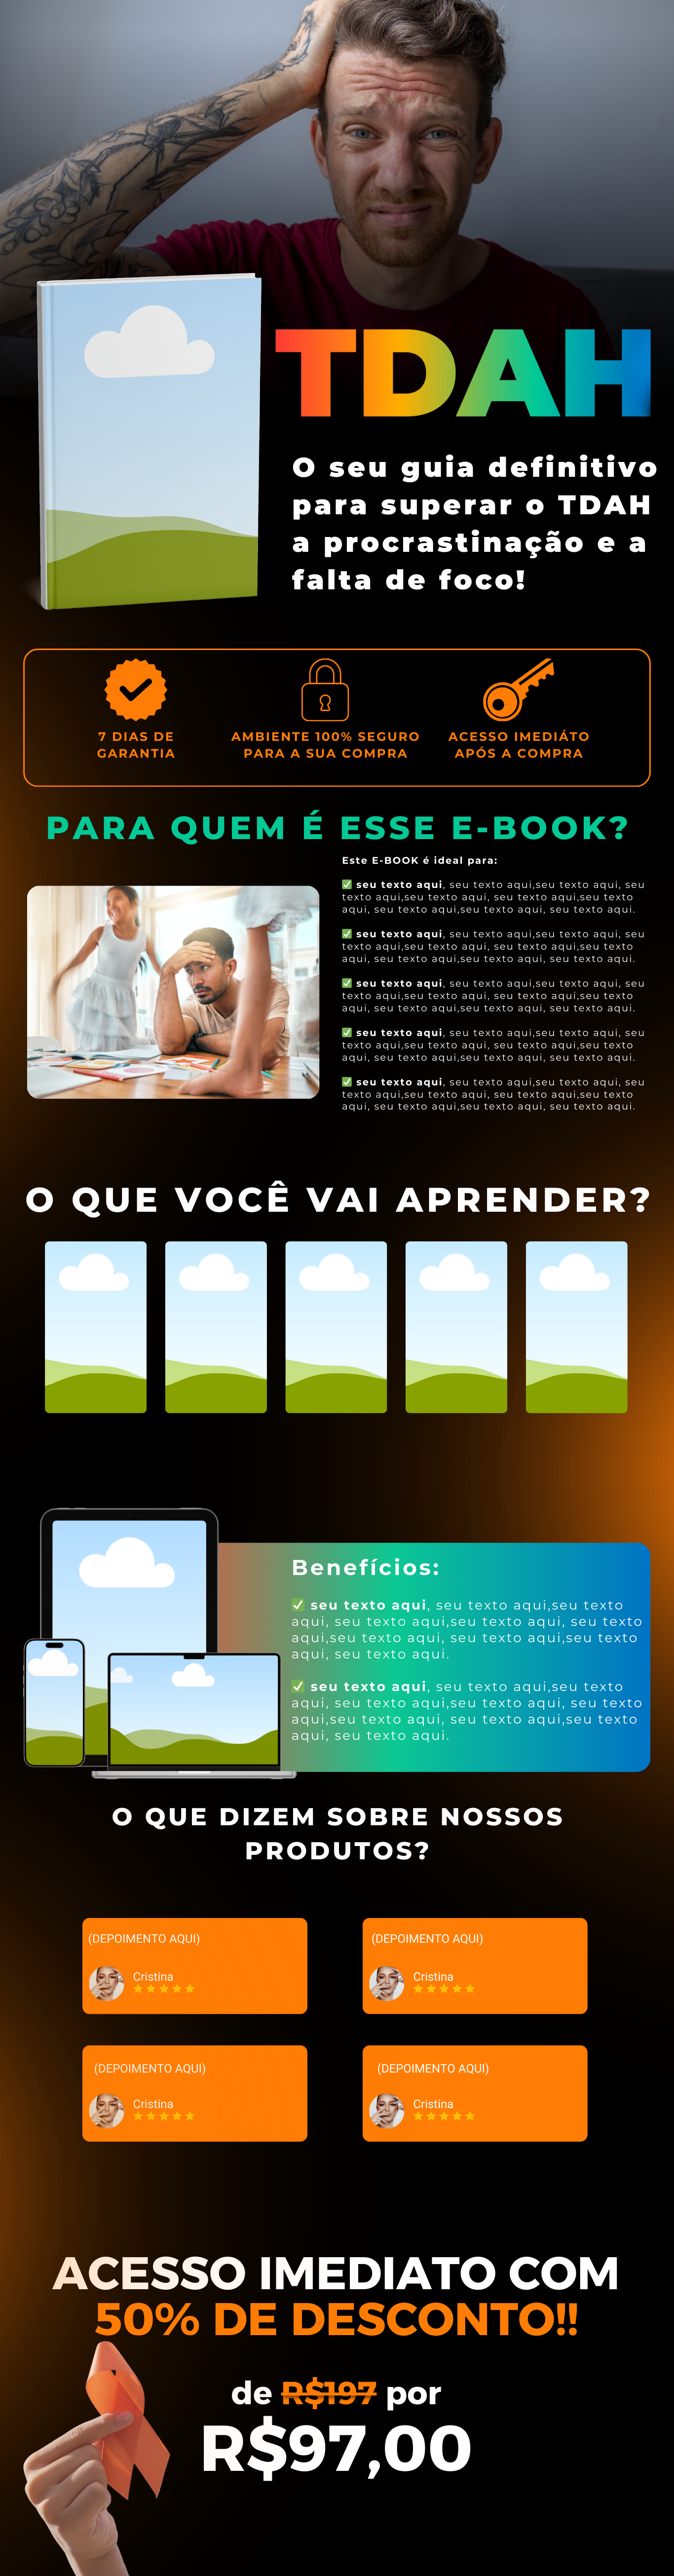 TDAH
O seu guia definitivo
para superar o TDAH
a procrastinação e a
falta de foco!
7 DIAS DE
GARANTIA
AMBIENTE 100% SEGURO
PARA A SUA COMPRA
ACESSO IMEDIÁTO
APÓS A COMPRA
PARA QUEM É ESSE E-BOOK?
Este E-BOOK é ideal para:
✅ seu texto aqui, seu texto aqui,seu texto aqui, seu
texto aqui,seu texto aqui, seu texto aqui,seu texto
aqui, seu texto aqui,seu texto aqui, seu texto aqui.
✅ seu texto aqui, seu texto aqui,seu texto aqui, seu
texto aqui,seu texto aqui, seu texto aqui,seu texto
aqui, seu texto aqui,seu texto aqui, seu texto aqui.
✅ seu texto aqui, seu texto aqui,seu texto aqui, seu
texto aqui,seu texto aqui, seu texto aqui,seu texto
aqui, seu texto aqui,seu texto aqui, seu texto aqui.
✅ seu texto aqui, seu texto aqui,seu texto aqui, seu
texto aqui,seu texto aqui, seu texto aqui,seu texto
aqui, seu texto aqui,seu texto aqui, seu texto aqui.
✅ seu texto aqui, seu texto aqui,seu texto aqui, seu
texto aqui,seu texto aqui, seu texto aqui,seu texto
aqui, seu texto aqui,seu texto aqui, seu texto aqui.
O QUE VOCÊ VAI APRENDER?
Benefícios:
✅ seu texto aqui, seu texto aqui,seu texto
aqui, seu texto aqui,seu texto aqui, seu texto
aqui,seu texto aqui, seu texto aqui,seu texto
aqui, seu texto aqui.
✅ seu texto aqui, seu texto aqui,seu texto
aqui, seu texto aqui,seu texto aqui, seu texto
aqui,seu texto aqui, seu texto aqui,seu texto
aqui, seu texto aqui.
O QUE DIZEM SOBRE NOSSOS
PRODUTOS?
(DEPOIMENTO AQUI)
Cristina
(DEPOIMENTO AQUI)
Cristina
(DEPOIMENTO AQUI)
Cristina
(DEPOIMENTO AQUI)
Cristina
ACESSO IMEDIATO COM
50% DE DESCONTO!!
de R$197 por
R$97,00